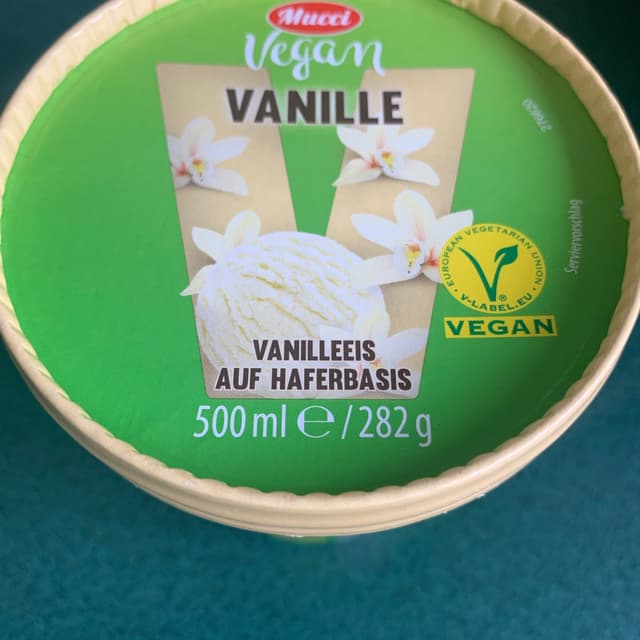 Mucci
Vegan
VANILLE
Serviervorschlag
EUROPEAN VEGETARIAN UNION
V-LABEL.EU
VEGAN
VANILLEEIS
AUF HAFERBASIS
500 ml e / 282 g